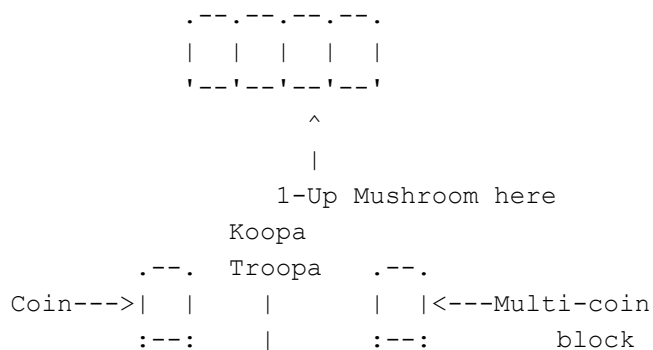 .--.--.--.--.
|  |  |  |  |
'--'--'--'--'
^
|
1-Up Mushroom here
Koopa
.--. Troopa .--.
Coin--->| | | | |<---Multi-coin
:--: | :--: block